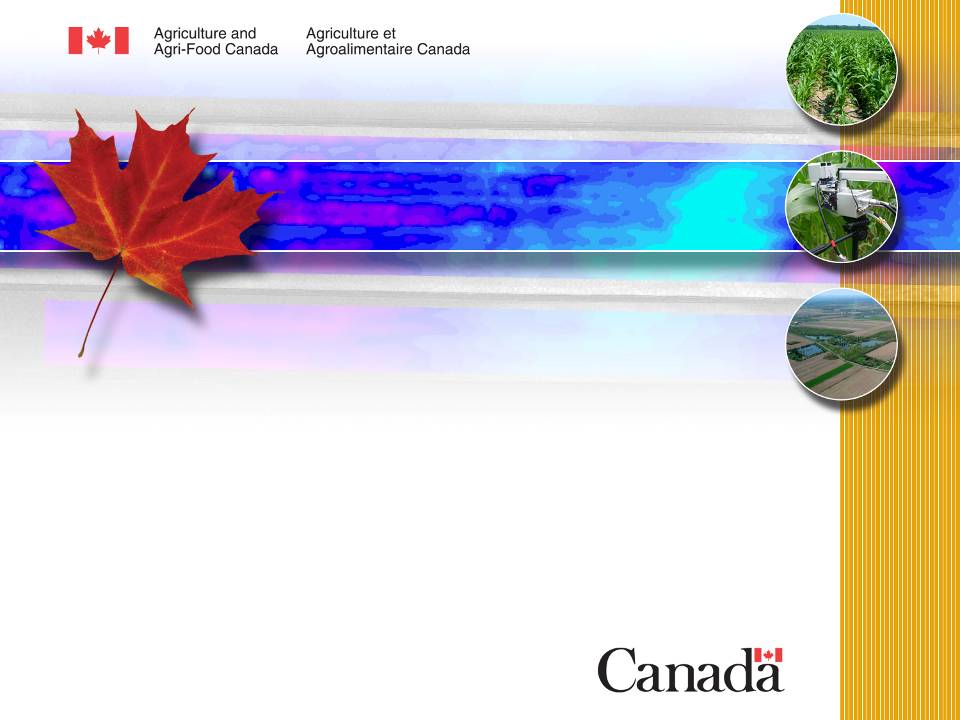 Agriculture and
Agri-Food Canada
Agriculture et
Agroalimentaire Canada
Canada